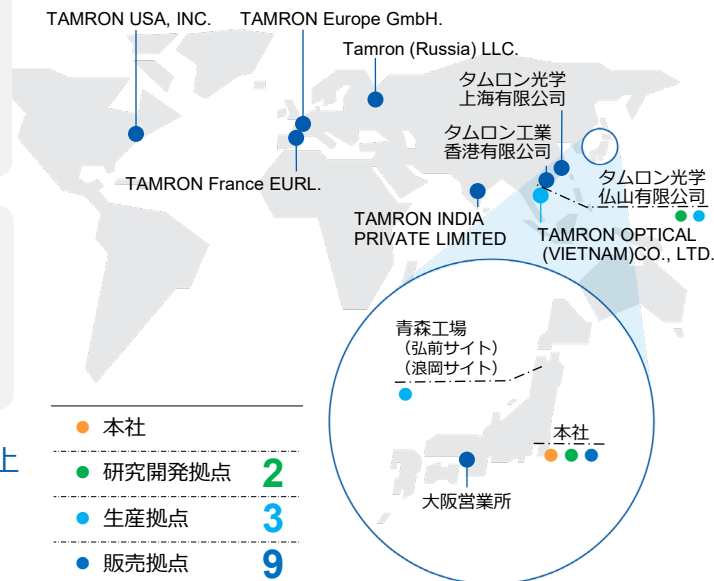 TAMRON USA, INC.
TAMRON Europe GmbH.
Tamron (Russia) LLC.
タムロン光学
上海有限公司
タムロン工業
香港有限公司
タムロン光学
仏山有限公司
TAMRON France EURL.
TAMRON INDIA
PRIVATE LIMITED
TAMRON OPTICAL
(VIETNAM)CO., LTD.
青森工場
（弘前サイト）
（浪岡サイト）
本社
大阪営業所
上
本社
研究開発拠点 2
生産拠点 3
販売拠点 9